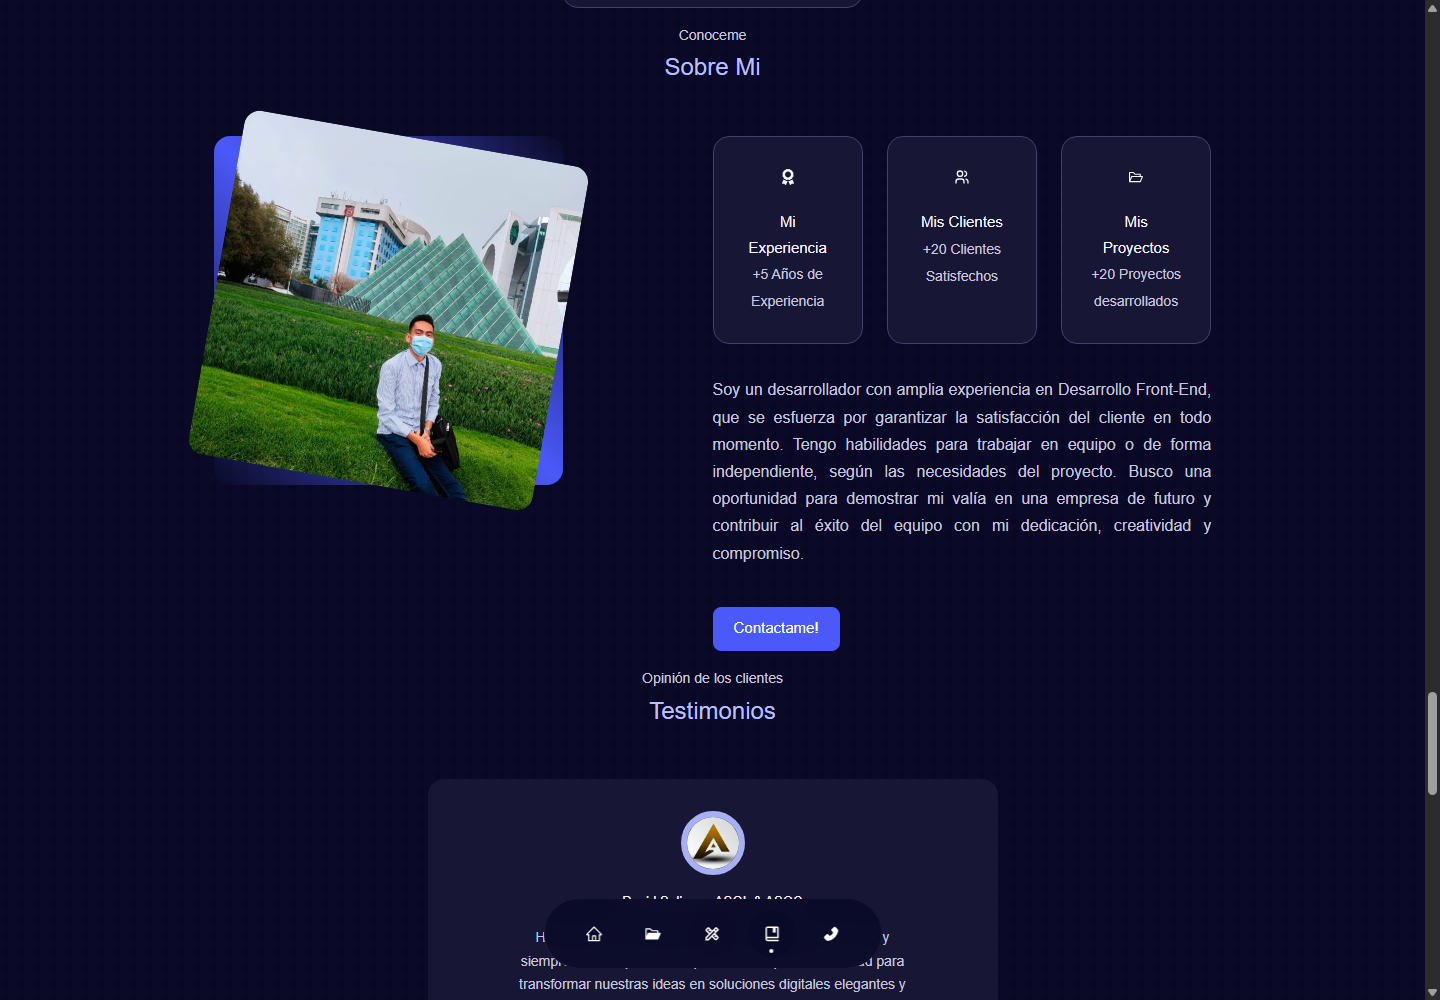 Conoceme
Sobre Mi
Mi
Experiencia
+5 Años de
Experiencia
Mis Clientes
+20 Clientes
Satisfechos
Mis
Proyectos
+20 Proyectos
desarrollados
Soy un desarrollador con amplia experiencia en Desarrollo Front-End,
que se esfuerza por garantizar la satisfacción del cliente en todo
momento. Tengo habilidades para trabajar en equipo o de forma
independiente, según las necesidades del proyecto. Busco una
oportunidad para demostrar mi valía en una empresa de futuro y
contribuir al éxito del equipo con mi dedicación, creatividad y
compromiso.
Contactame!
Opinión de los clientes
Testimonios
y
para
transformar nuestras ideas en soluciones digitales elegantes y